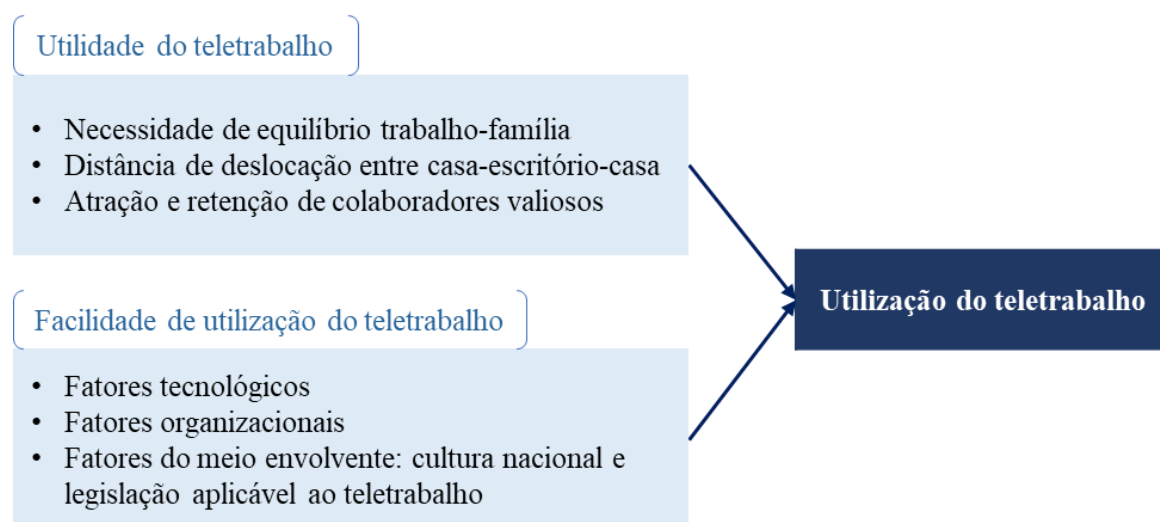 Utilidade do teletrabalho
• Necessidade de equilíbrio trabalho-família
• Distância de deslocação entre casa-escritório-casa
• Atração e retenção de colaboradores valiosos
Facilidade de utilização do teletrabalho
• Fatores tecnológicos
• Fatores organizacionais
• Fatores do meio envolvente: cultura nacional e
legislação aplicável ao teletrabalho
Utilização do teletrabalho